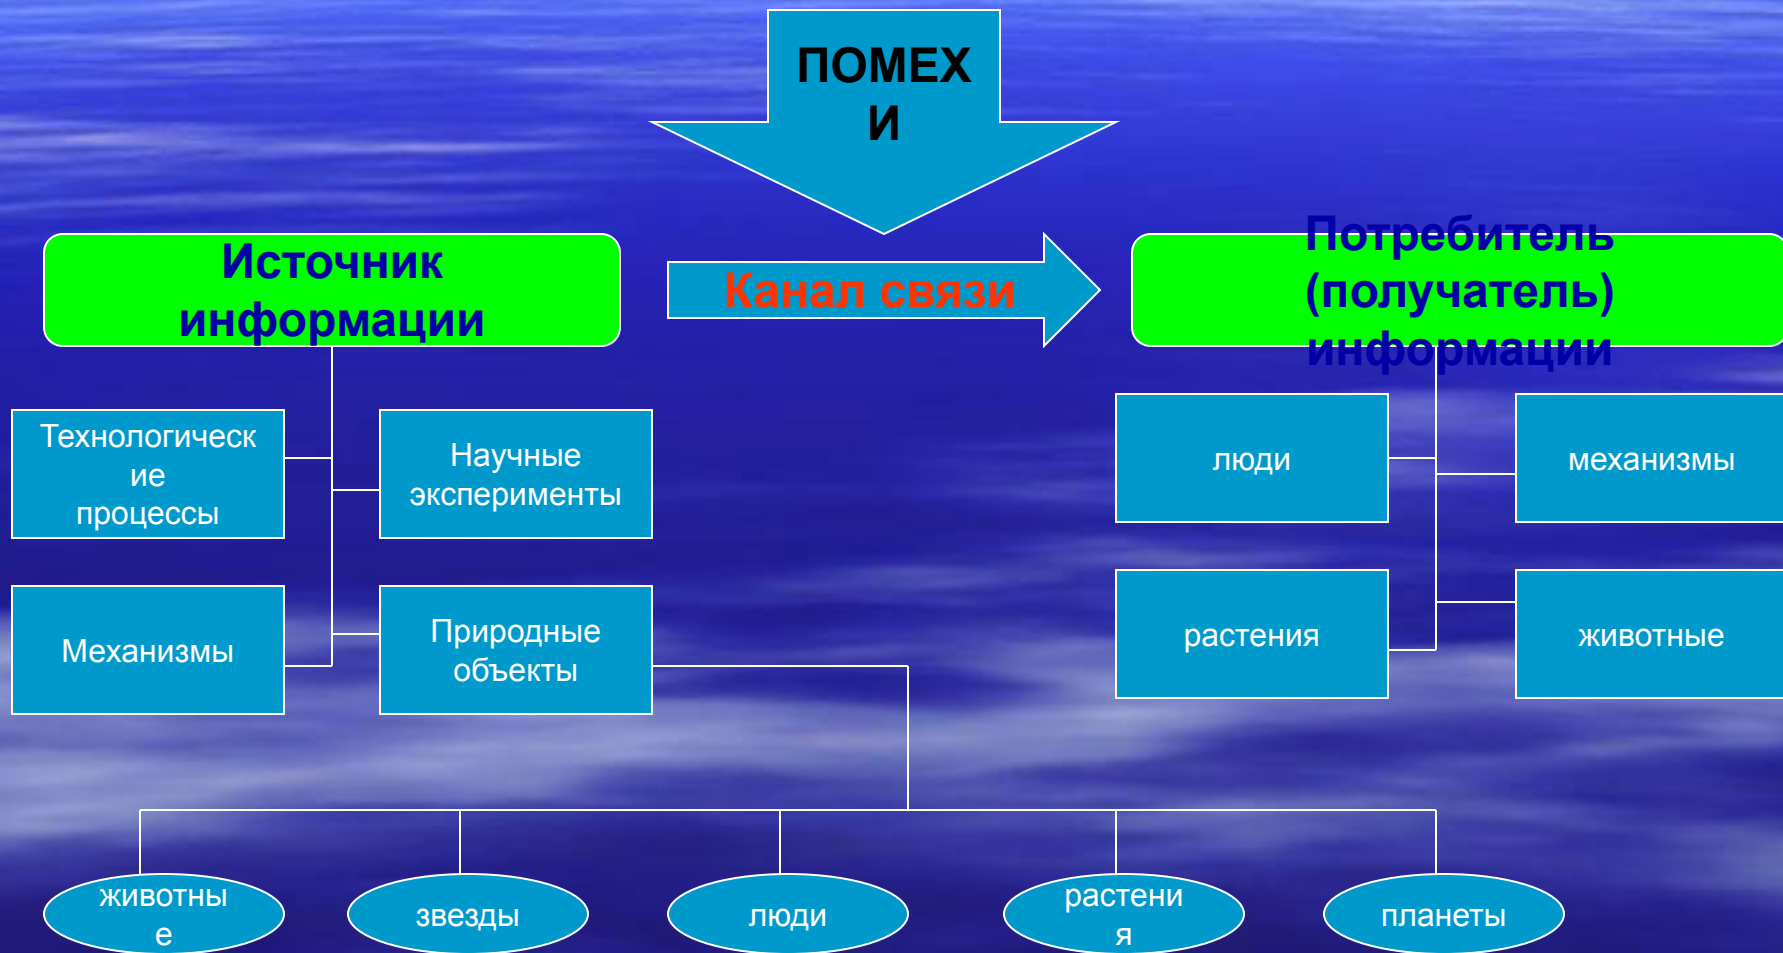 ПОМЕХ
И
Источник
информации
Канал связи
Потребитель
(получатель)
информации
Технологическ
ие
процессы
Научные
эксперименты
люди
механизмы
Механизмы
Природные
объекты
растения
животные
животны
е
звезды
люди
растени
я
планеты